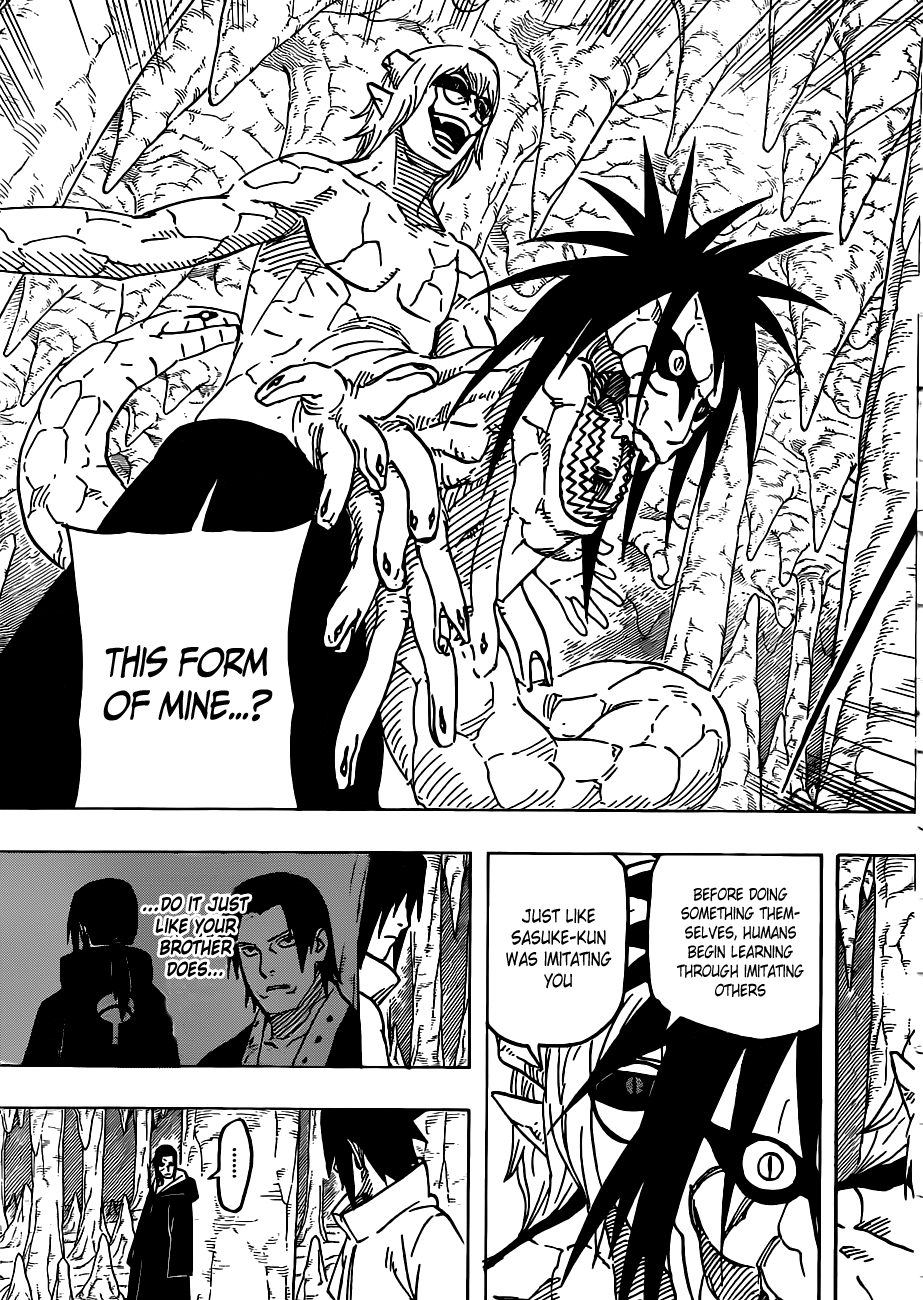 THIS FORM
OF MINE...?
BEFORE DOING
SOMETHING THEM-
SELVES, HUMANS
BEGIN LEARNING
THROUGH IMITATING
OTHERS
JUST LIKE
SASUKE-KUN
WAS IMITATING
YOU
...DO IT JUST
LIKE YOUR
BROTHER
DOES...
........